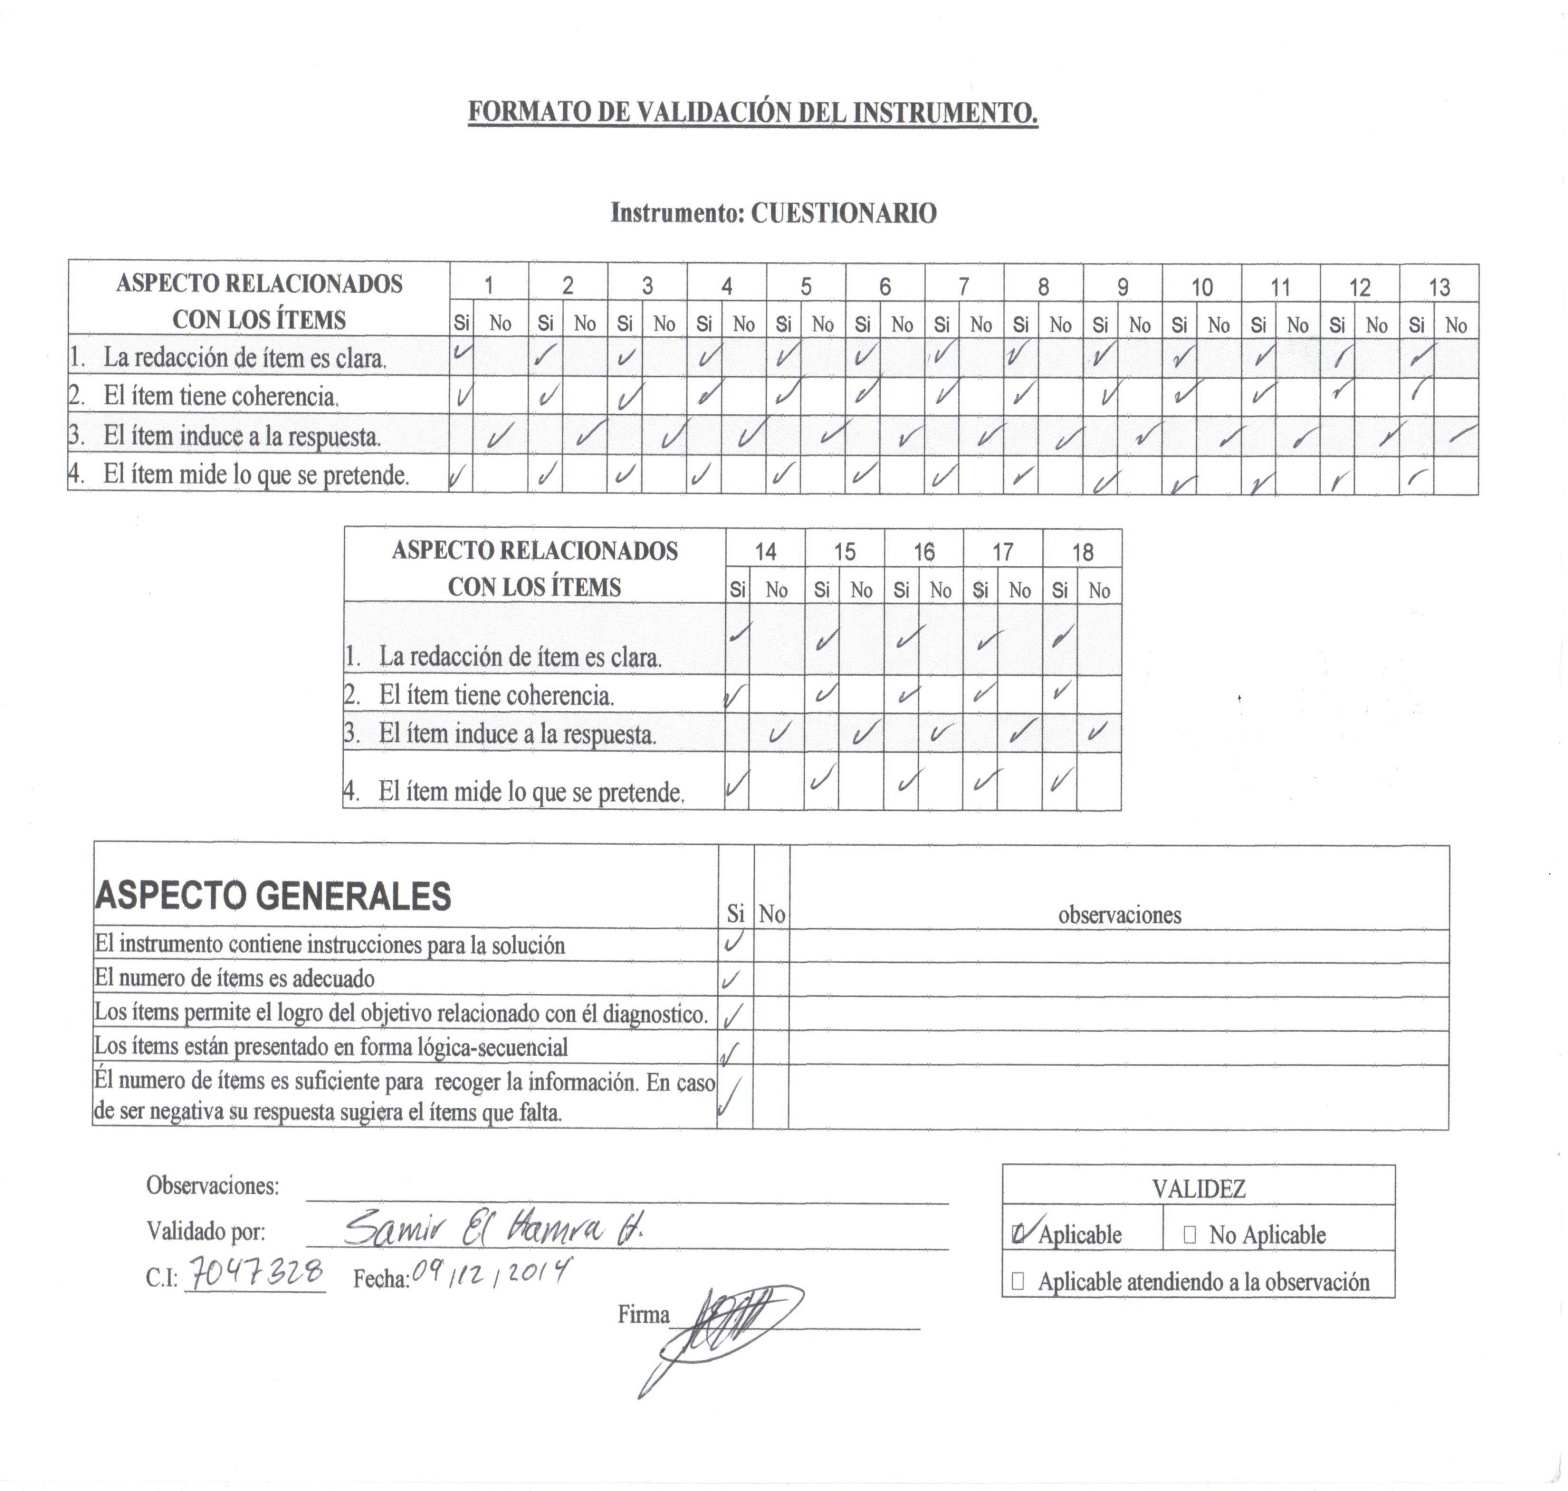 FORMATO DE VALIDACIÓN DEL INSTRUMENTO.
Instrumento: CUESTIONARIO
ASPECTO RELACIONADOS CON LOS ÍTEMS 1 2 3 4 5 6 7 8 9 10 11 12 13
Si No Si No Si No Si No Si No Si No Si No Si No Si No Si No Si No Si No Si No
1. La redacción de ítem es clara. ✓ ✓ ✓ ✓ ✓ ✓ ✓ ✓ ✓ ✓ ✓ ✓ ✓
2. El ítem tiene coherencia. ✓ ✓ ✓ ✓ ✓ ✓ ✓ ✓ ✓ ✓ ✓ ✓ ✓
3. El ítem induce a la respuesta. ✓ ✓ ✓ ✓ ✓ ✓ ✓ ✓ ✓ ✓ ✓ ✓ ✓
4. El ítem mide lo que se pretende. ✓ ✓ ✓ ✓ ✓ ✓ ✓ ✓ ✓ ✓ ✓ ✓ ✓
ASPECTO RELACIONADOS CON LOS ÍTEMS 14 15 16 17 18
Si No Si No Si No Si No Si No
1. La redacción de ítem es clara. ✓ ✓ ✓ ✓ ✓
2. El ítem tiene coherencia. ✓ ✓ ✓ ✓ ✓
3. El ítem induce a la respuesta. ✓ ✓ ✓ ✓ ✓
4. El ítem mide lo que se pretende. ✓ ✓ ✓ ✓ ✓
ASPECTO GENERALES Si No observaciones
El instrumento contiene instrucciones para la solución ✓
El numero de ítems es adecuado ✓
Los ítems permite el logro del objetivo relacionado con él diagnostico. ✓
Los ítems están presentado en forma lógica-secuencial ✓
Él numero de ítems es suficiente para recoger la información. En caso
de ser negativa su respuesta sugiera el ítems que falta. ✓
Observaciones:
Validado por: Samir El Hamra H.
C.I: 7047328 Fecha: 09/12/2014
Firma
VALIDEZ
✓ Aplicable No Aplicable
Aplicable atendiendo a la observación